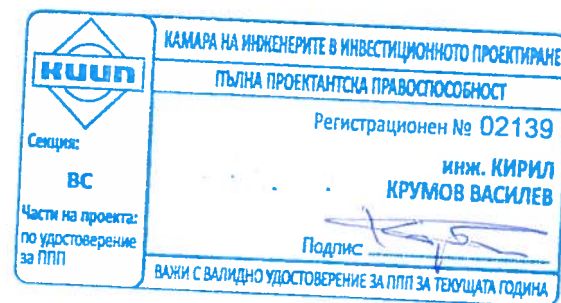 КИИП
Секция:
ВС
Части на проекта:
по удостоверение
за ППП
КАМАРА НА ИНЖЕНЕРИТЕ В ИНВЕСТИЦИОННОТО ПРОЕКТИРАНЕ
ПЪЛНА ПРОЕКТАНТСКА ПРАВОСПОСОБНОСТ
Регистрационен № 02139
инж. КИРИЛ
КРУМОВ ВАСИЛЕВ
Подпис
ВАЖИ С ВАЛИДНО УДОСТОВЕРЕНИЕ ЗА ППП ЗА ТЕКУЩАТА ГОДИНА